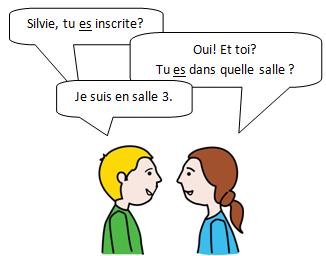 Silvie, tu es inscrite?
Oui! Et toi?
Tu es dans quelle salle ?
Je suis en salle 3.